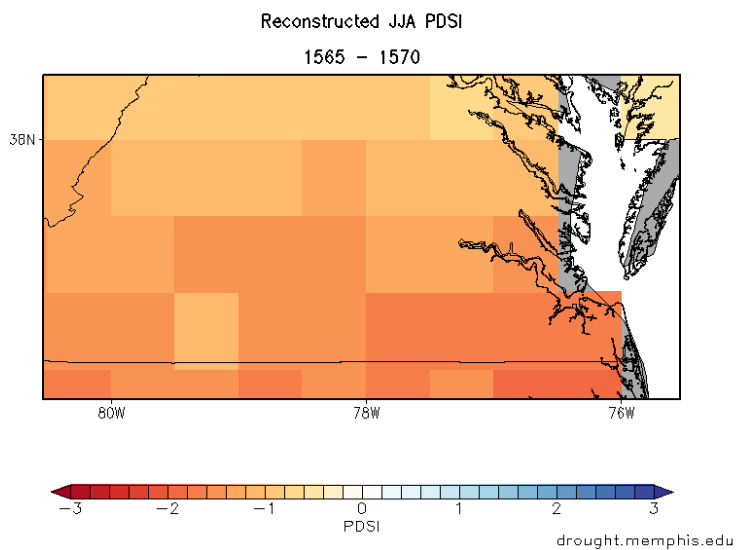 Reconstructed JJA PDSI
1565 – 1570
38N
80W 78W 76W
−3 −2 −1 0 1 2 3
PDSI
drought.memphis.edu